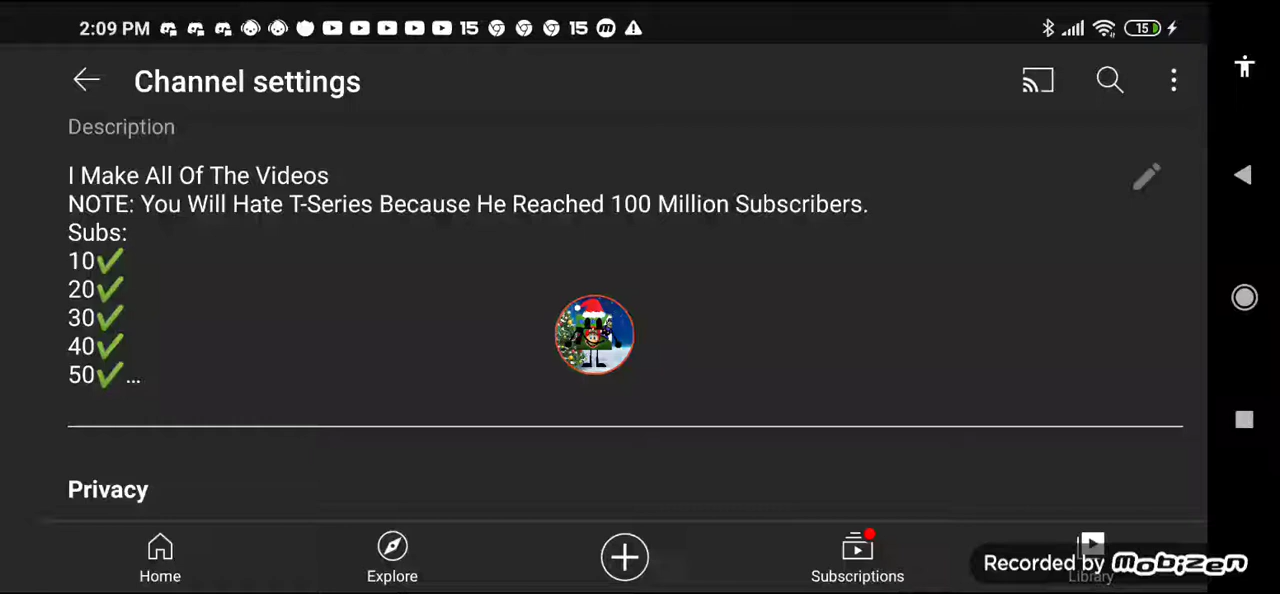 2:09 PM 15 15 15
Channel settings
Description
I Make All Of The Videos
NOTE: You Will Hate T-Series Because He Reached 100 Million Subscribers.
Subs:
10✔
20✔
30✔
40✔
50✔...
Privacy
Home Explore Subscriptions Library
Recorded by Mobizen